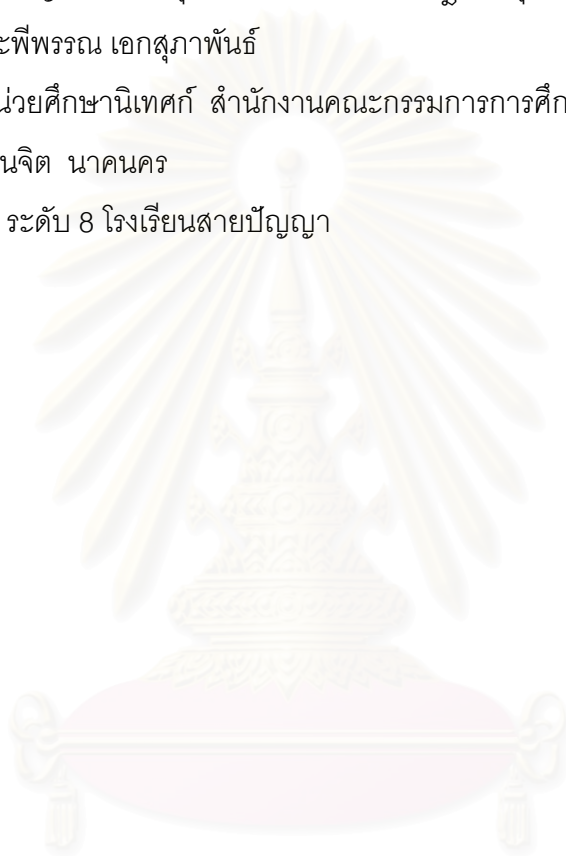 ะพีพรรณ เอกสุภาพันธ์
น่วยศึกษานิเทศก์ สำนักงานคณะกรรมการการศึก
นจิต นาคนคร
ระดับ 8 โรงเรียนสายปัญญา